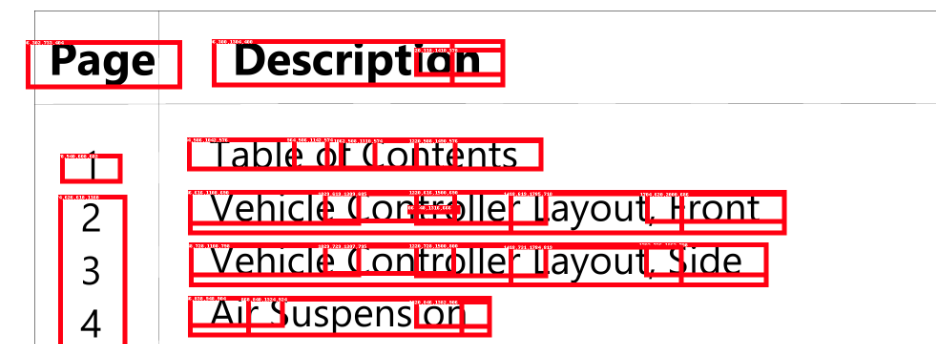 Page Description
1 Table of Contents
2 Vehicle Controller Layout, Front
3 Vehicle Controller Layout, Side
4 Air Suspension